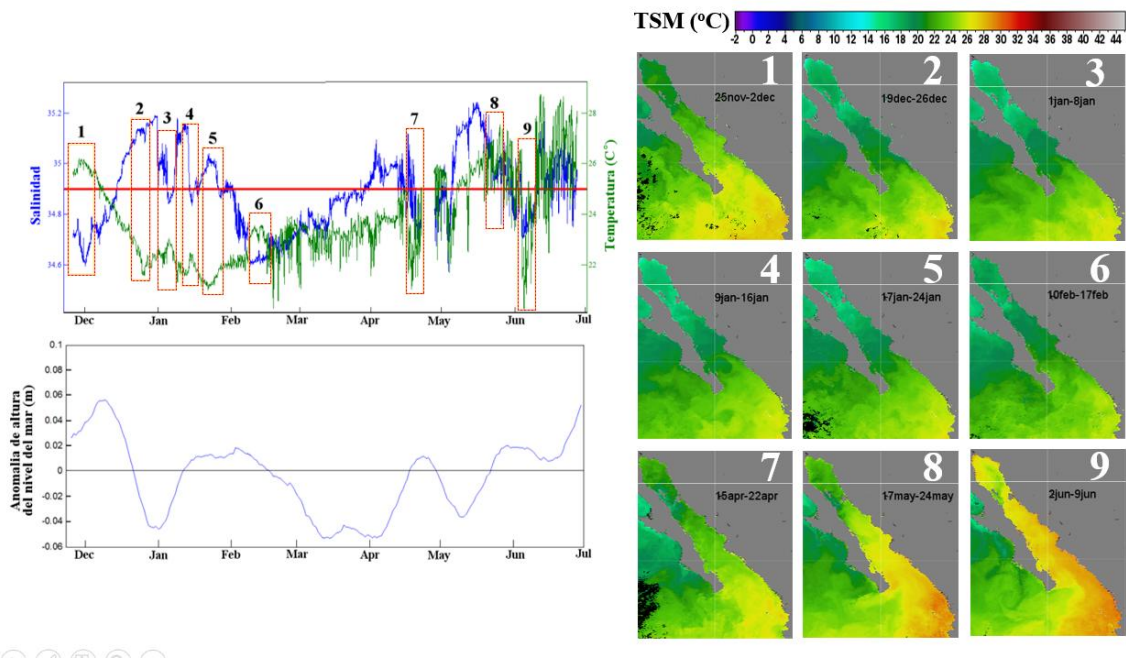 TSM (ºC)
-2 0 2 4 6 8 10 12 14 16 18 20 22 24 26 28 30 32 34 36 38 40 42 44
35.2
35
34.8
34.6
Salinidad
1
2
3
4
5
6
7
8
9
28
26
24
22
Temperatura (C°)
Dec Jan Feb Mar Apr May Jun Jul
Anomalia de altura
del nivel del mar (m)
0.1
0.08
0.06
0.04
0.02
0
-0.02
-0.04
-0.06
Dec Jan Feb Mar Apr May Jun Jul
1
25nov-2dec
2
19dec-26dec
3
1jan-8jan
4
9jan-16jan
5
17jan-24jan
6
10feb-17feb
7
15apr-22apr
8
17may-24may
9
2jun-9jun